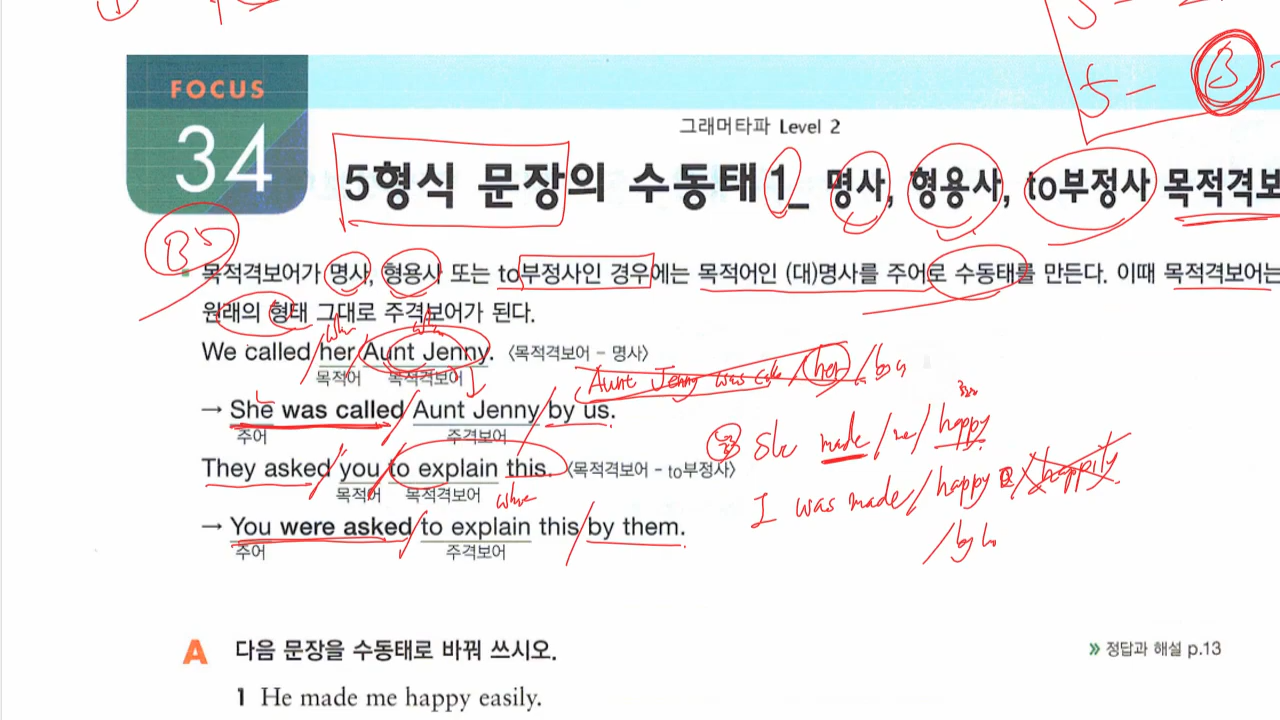 5 -
5 - B
FOCUS
34
그래머타파 Level 2
5형식 문장의 수동태 1_ 명사, 형용사, to부정사 목적격보
목적격보어가 명사, 형용사 또는 to부정사인 경우에는 목적어인 (대)명사를 주어로 수동태를 만든다. 이때 목적격보어는
원래의 형태 그대로 주격보어가 된다.
We called her Aunt Jenny. 〈목적격보어 – 명사〉
목적어 목적격보어
Aunt Jenny was / her /
→ She was called Aunt Jenny by us.
주어 주격보어
She made / me / happy
They asked you to explain this. 〈목적격보어 – to부정사〉
목적어 목적격보어
I was made / happy / happily
→ You were asked to explain this by them.
주어 주격보어
/ by
A 다음 문장을 수동태로 바꿔 쓰시오.
» 정답과 해설 p.13
1 He made me happy easily.